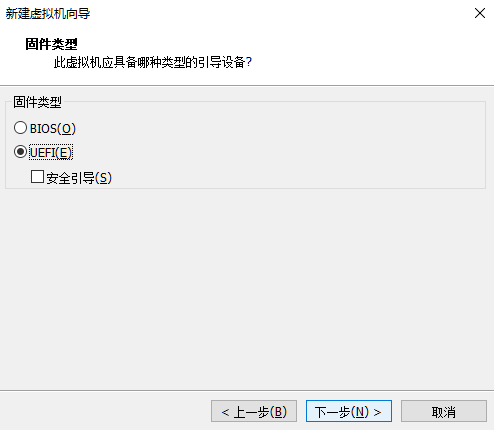 新建虚拟机向导
固件类型
此虚拟机应具备哪种类型的引导设备?
固件类型
BIOS(O)
UEFI(E)
安全引导(S)
< 上一步(B)
下一步(N) >
取消